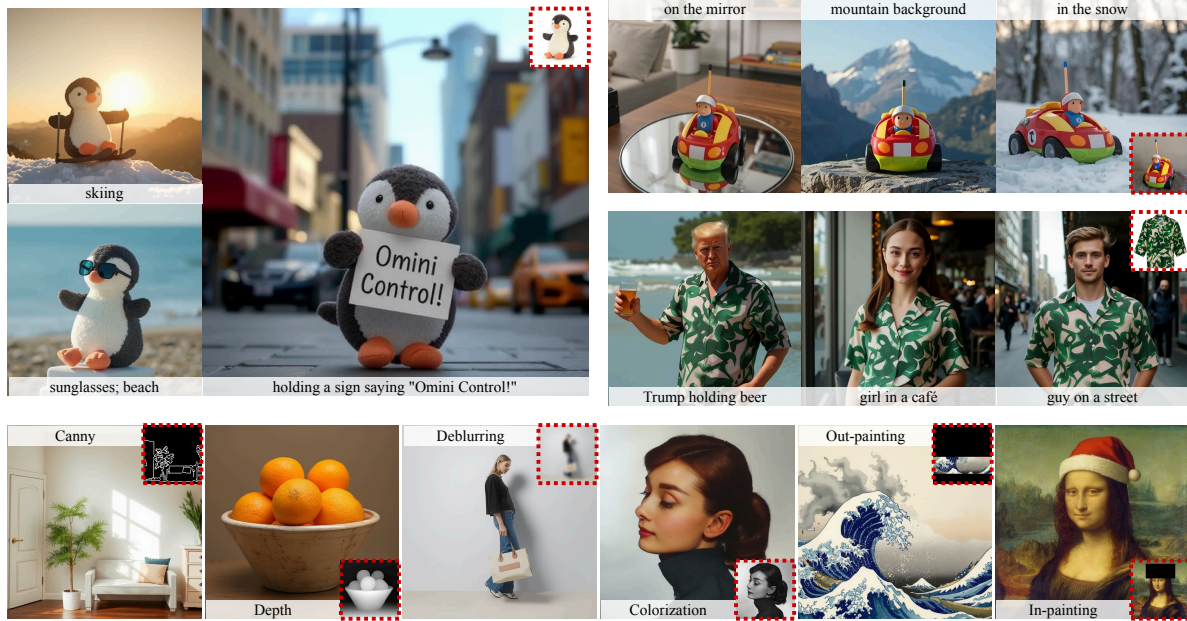 skiing
sunglasses; beach
Omini
Control!
holding a sign saying "Omini Control!"
on the mirror
mountain background
in the snow
1
Trump holding beer
girl in a café
guy on a street
Canny
Depth
Deblurring
Colorization
Out-painting
In-painting